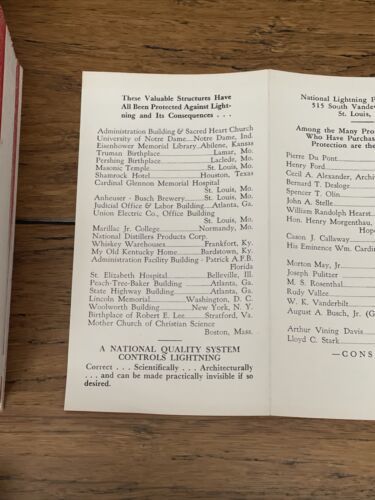 These Valuable Structures Have
All Been Protected Against Light-
ning and Its Consequences . . .
Administration Building & Sacred Heart Church
University of Notre Dame...Notre Dame, Ind.
Eisenhower Memorial Library..Abilene, Kansas
Truman Birthplace Lamar, Mo.
Pershing Birthplace Laclede, Mo.
Masonic Temple St. Louis, Mo.
Shamrock Hotel Houston, Texas
Cardinal Glennon Memorial Hospital
St. Louis, Mo.
Anheuser - Busch Brewery St. Louis, Mo.
Judicial Office & Labor Building Atlanta, Ga.
Union Electric Co., Office Building
St. Louis, Mo.
Marillac Jr. College Normandy, Mo.
National Distillers Products Corp.
Whiskey Warehouses Frankfort, Ky.
My Old Kentucky Home Bardstown, Ky.
Administration Facility Building - Patrick A.F.B.
Florida
St. Elizabeth Hospital Belleville, Ill.
Peach-Tree-Baker Building Atlanta, Ga.
State Highway Building Atlanta, Ga.
Lincoln Memorial Washington, D. C.
Woolworth Building New York, N. Y.
Birthplace of Robert E. Lee Stratford, Va.
Mother Church of Christian Science
Boston, Mass.
A NATIONAL QUALITY SYSTEM
CONTROLS LIGHTNING
Correct . . . Scientifically . . . Architecturally
. . . and can be made practically invisible if so
desired.
National Lightning
515 South
St. Louis,
Among the Many
Who Have
Protection are the
Pierre Du Pont
Henry Ford
Cecil A. Alexander,
Bernard T. Desloge
Spencer T. Olin
John A. Stelle
William Randolph Hearst
Hon. Henry Morgenthau,
Cason J. Callaway
His Eminence Wm.
Morton May, Jr.
Joseph Pulitzer
M. S. Rosenthal
Rudy Vallee
W. K. Vanderbilt
August A. Busch, Jr.
Arthur Vining Davis
Lloyd C. Stark